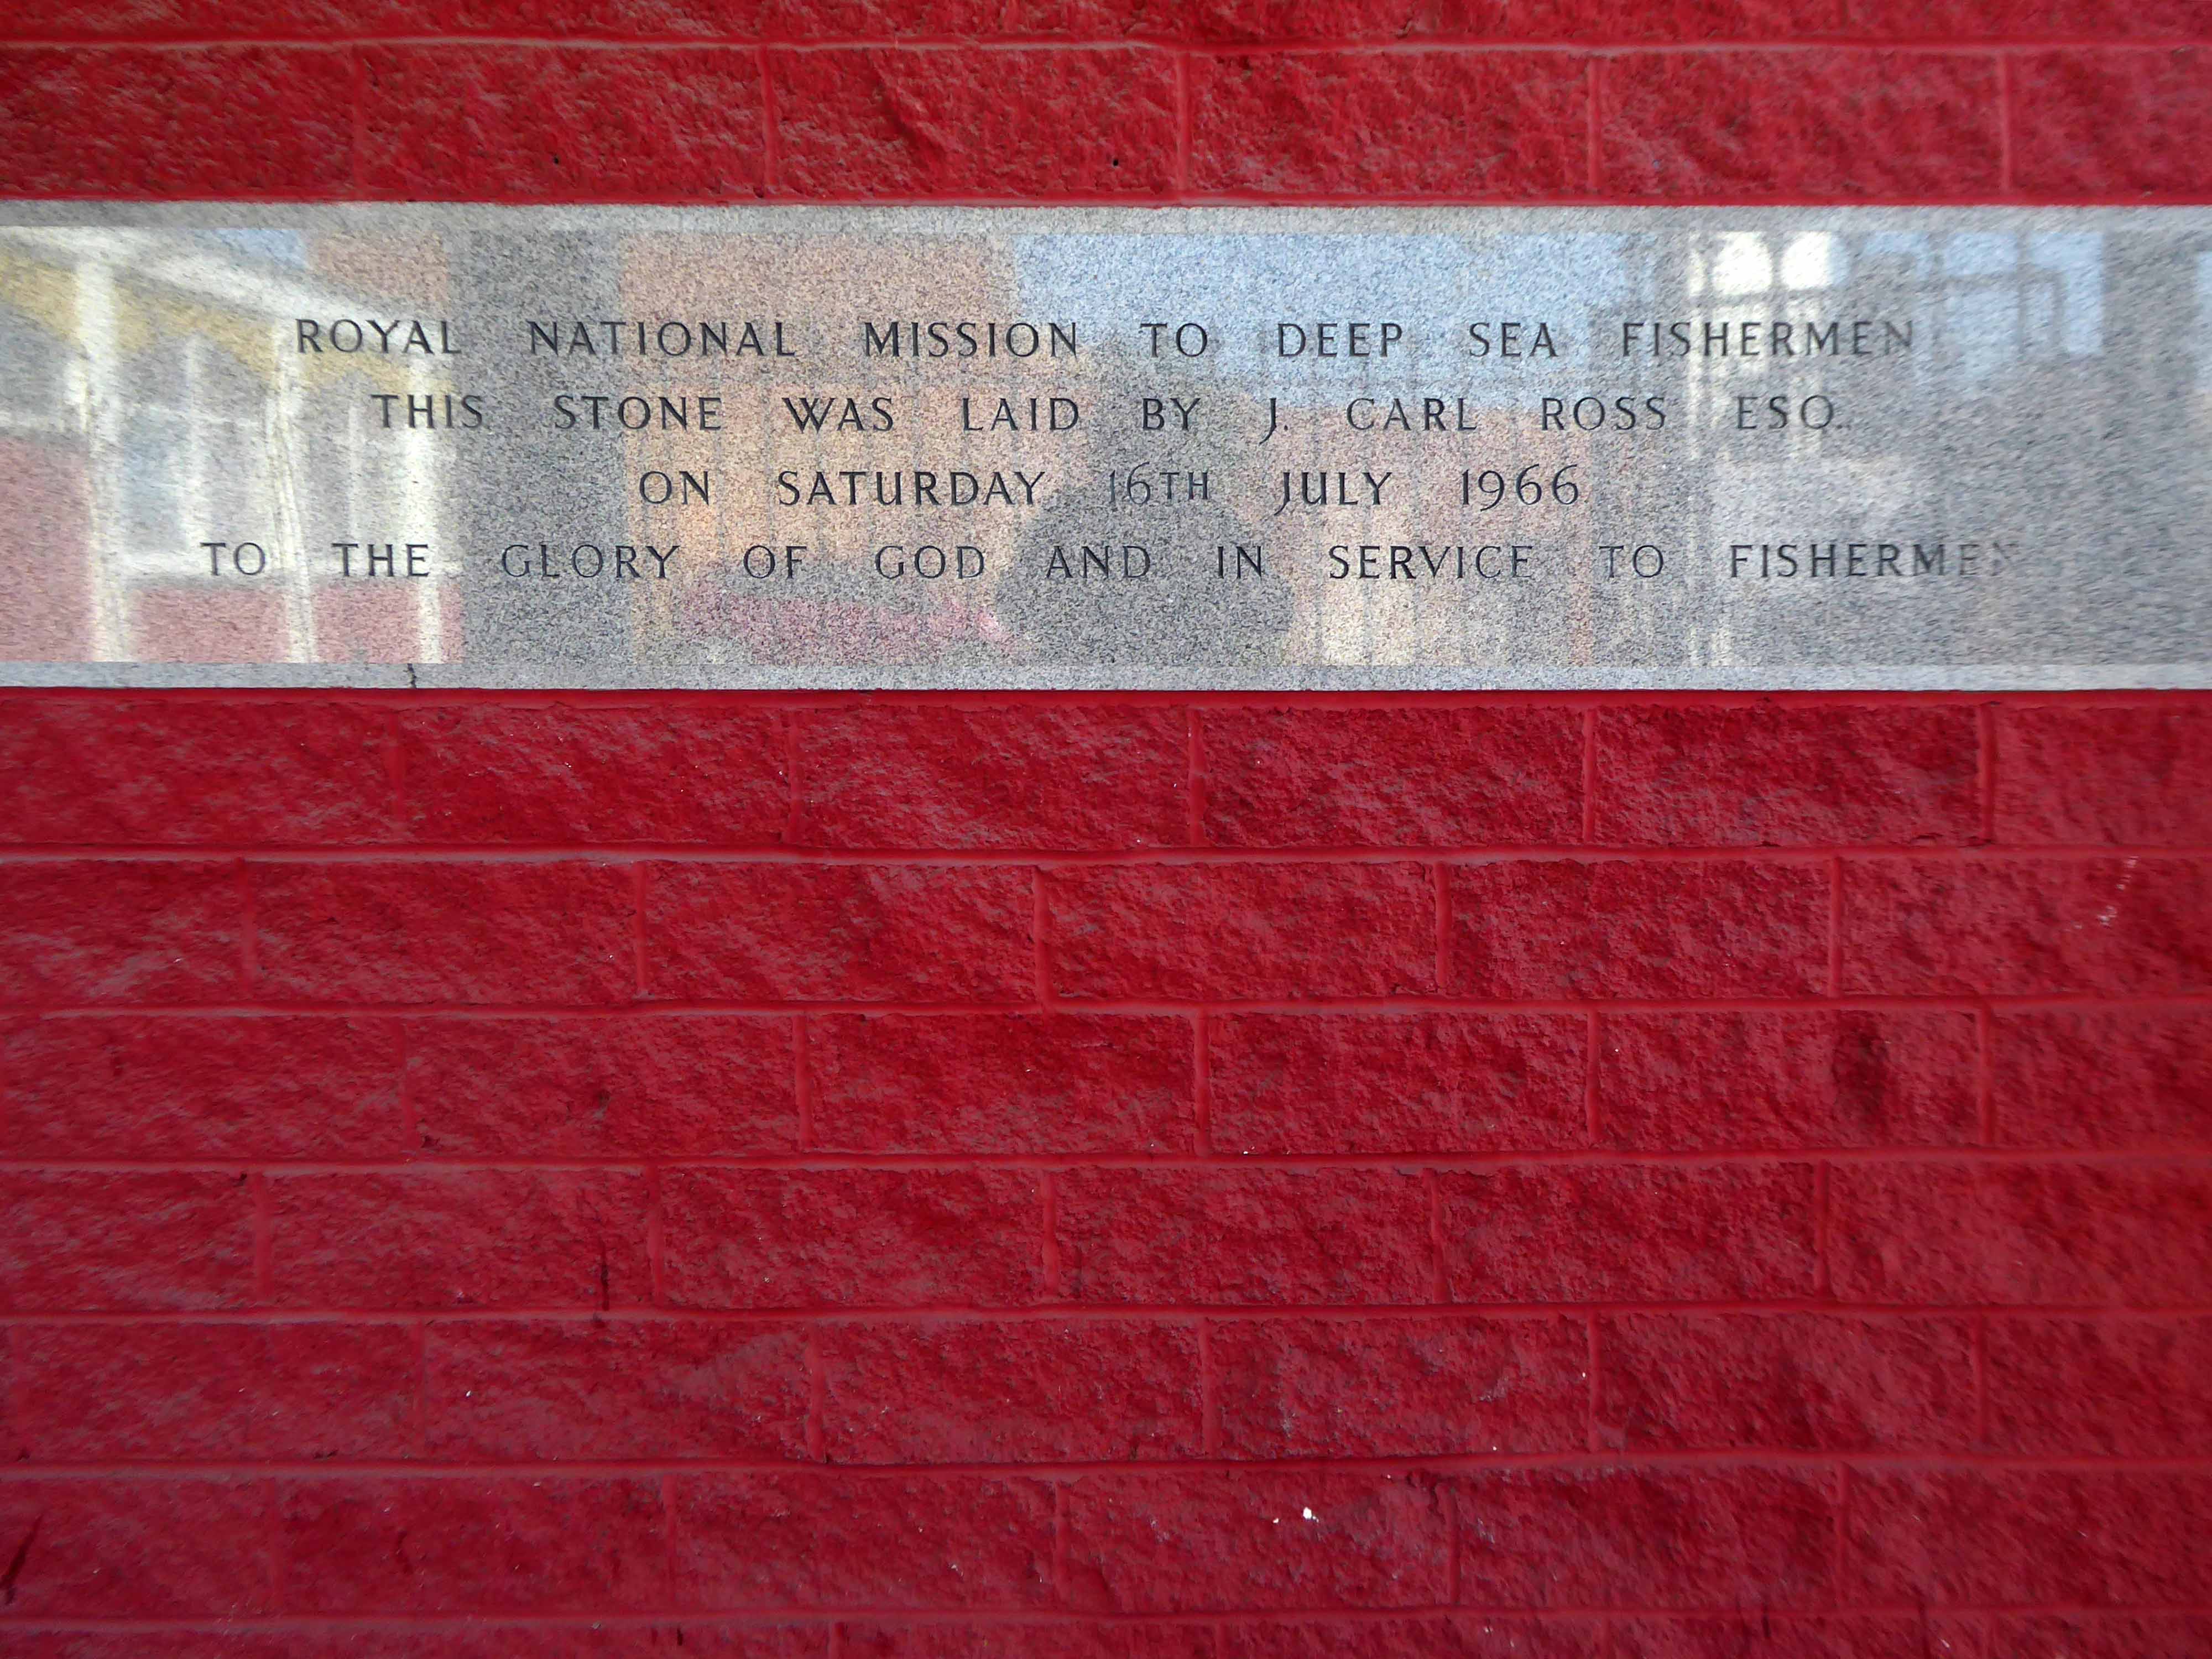 ROYAL NATIONAL MISSION TO DEEP SEA FISHERMEN
THIS STONE WAS LAID BY J. CARL ROSS ESQ.,
ON SATURDAY 16TH JULY 1966
TO THE GLORY OF GOD AND IN SERVICE TO FISHERMEN